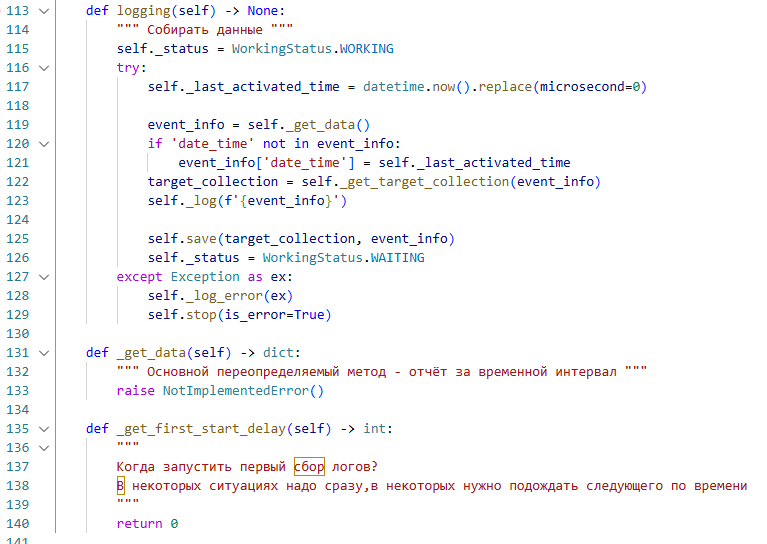 113 def logging(self) -> None:
114 """ Собирать данные """
115 self._status = WorkingStatus.WORKING
116 try:
117 self._last_activated_time = datetime.now().replace(microsecond=0)
118
119 event_info = self._get_data()
120 if 'date_time' not in event_info:
121 event_info['date_time'] = self._last_activated_time
122 target_collection = self._get_target_collection(event_info)
123 self._log(f'{event_info}')
124
125 self.save(target_collection, event_info)
126 self._status = WorkingStatus.WAITING
127 except Exception as ex:
128 self._log_error(ex)
129 self.stop(is_error=True)
130
131 def _get_data(self) -> dict:
132 """ Основной переопределяемый метод - отчёт за временной интервал """
133 raise NotImplementedError()
134
135 def _get_first_start_delay(self) -> int:
136 """
137 Когда запустить первый сбор логов?
138 В некоторых ситуациях надо сразу,в некоторых нужно подождать следующего по времени
139 """
140 return 0
141